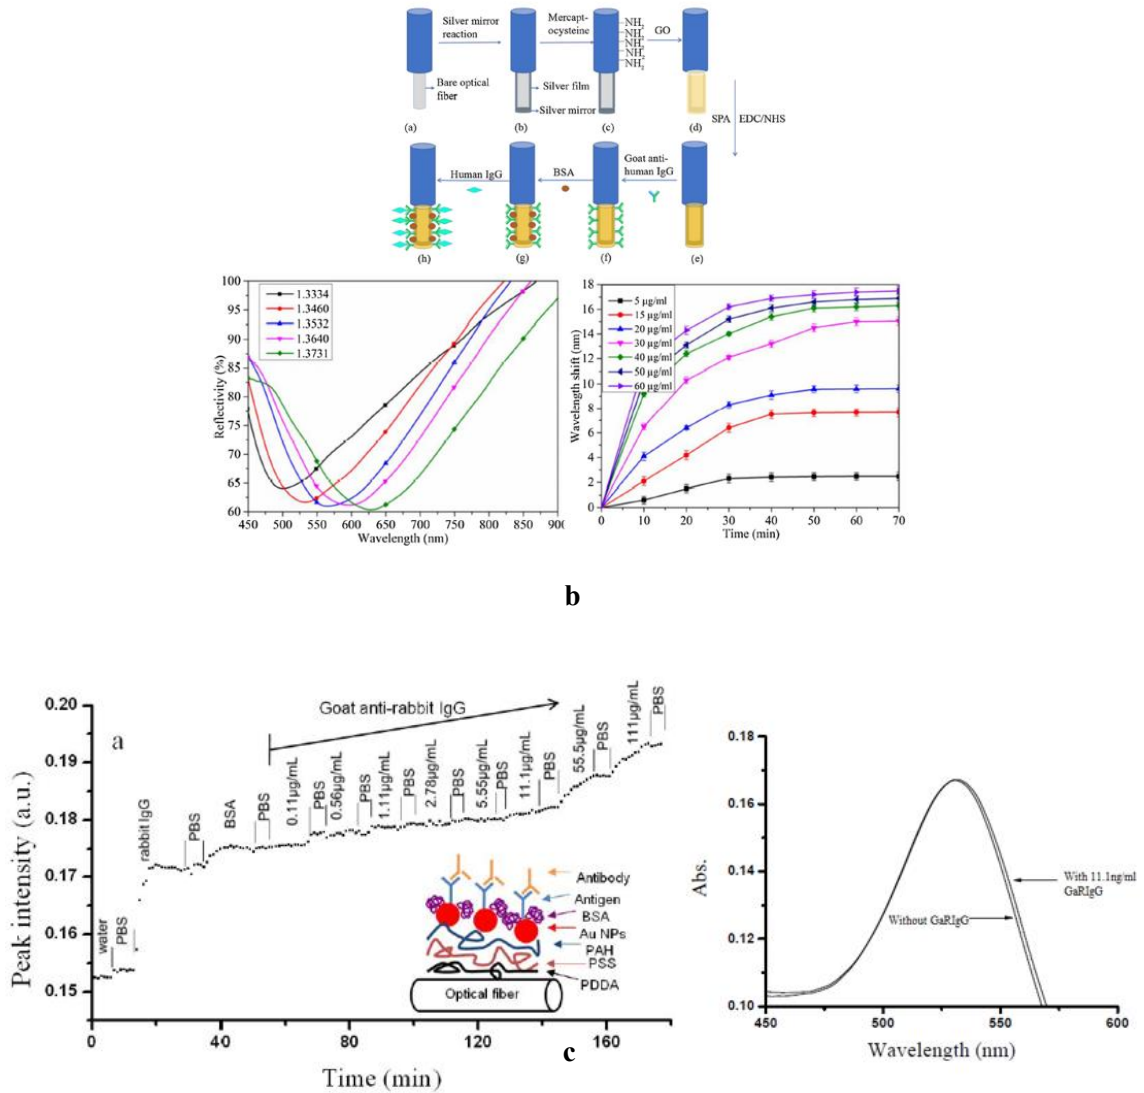 Silver mirror
reaction
Mercapt-
ocysteine
NH2
NH2
NH2
NH2
NH2
GO
Bare optical
fiber
Silver film
Silver mirror
(a)
(b)
(c)
(d)
SPA
EDC/NHS
Human IgG
BSA
Goat anti-
human IgG
(h)
(g)
(f)
(e)
100
95
90
85
80
75
70
65
60
Reflectivity (%)
1.3334
1.3460
1.3532
1.3640
1.3731
450 500 550 600 650 700 750 800 850 900
Wavelength (nm)
18
16
14
12
10
8
6
4
2
0
Wavelength shift (nm)
5 µg/ml
15 µg/ml
20 µg/ml
30 µg/ml
40 µg/ml
50 µg/ml
60 µg/ml
0 10 20 30 40 50 60 70
Time (min)
b
0.20
0.19
0.18
0.17
0.16
0.15
Peak intensity (a.u.)
a
Goat anti-rabbit IgG
water
PBS
rabbit IgG
PBS
BSA
PBS
0.11µg/mL
PBS
0.56µg/mL
PBS
1.11µg/mL
PBS
2.78µg/mL
PBS
5.55µg/mL
PBS
11.1µg/mL
PBS
55.5µg/mL
PBS
111µg/mL
PBS
Antibody
Antigen
BSA
Au NPs
PAH
PSS
PDDA
Optical fiber
0 40 80 120 160
Time (min)
c
0.18
0.16
0.14
0.12
0.10
Abs.
With 11.1ng/ml
GaRIgG
Without GaRIgG
450 500 550 600
Wavelength (nm)